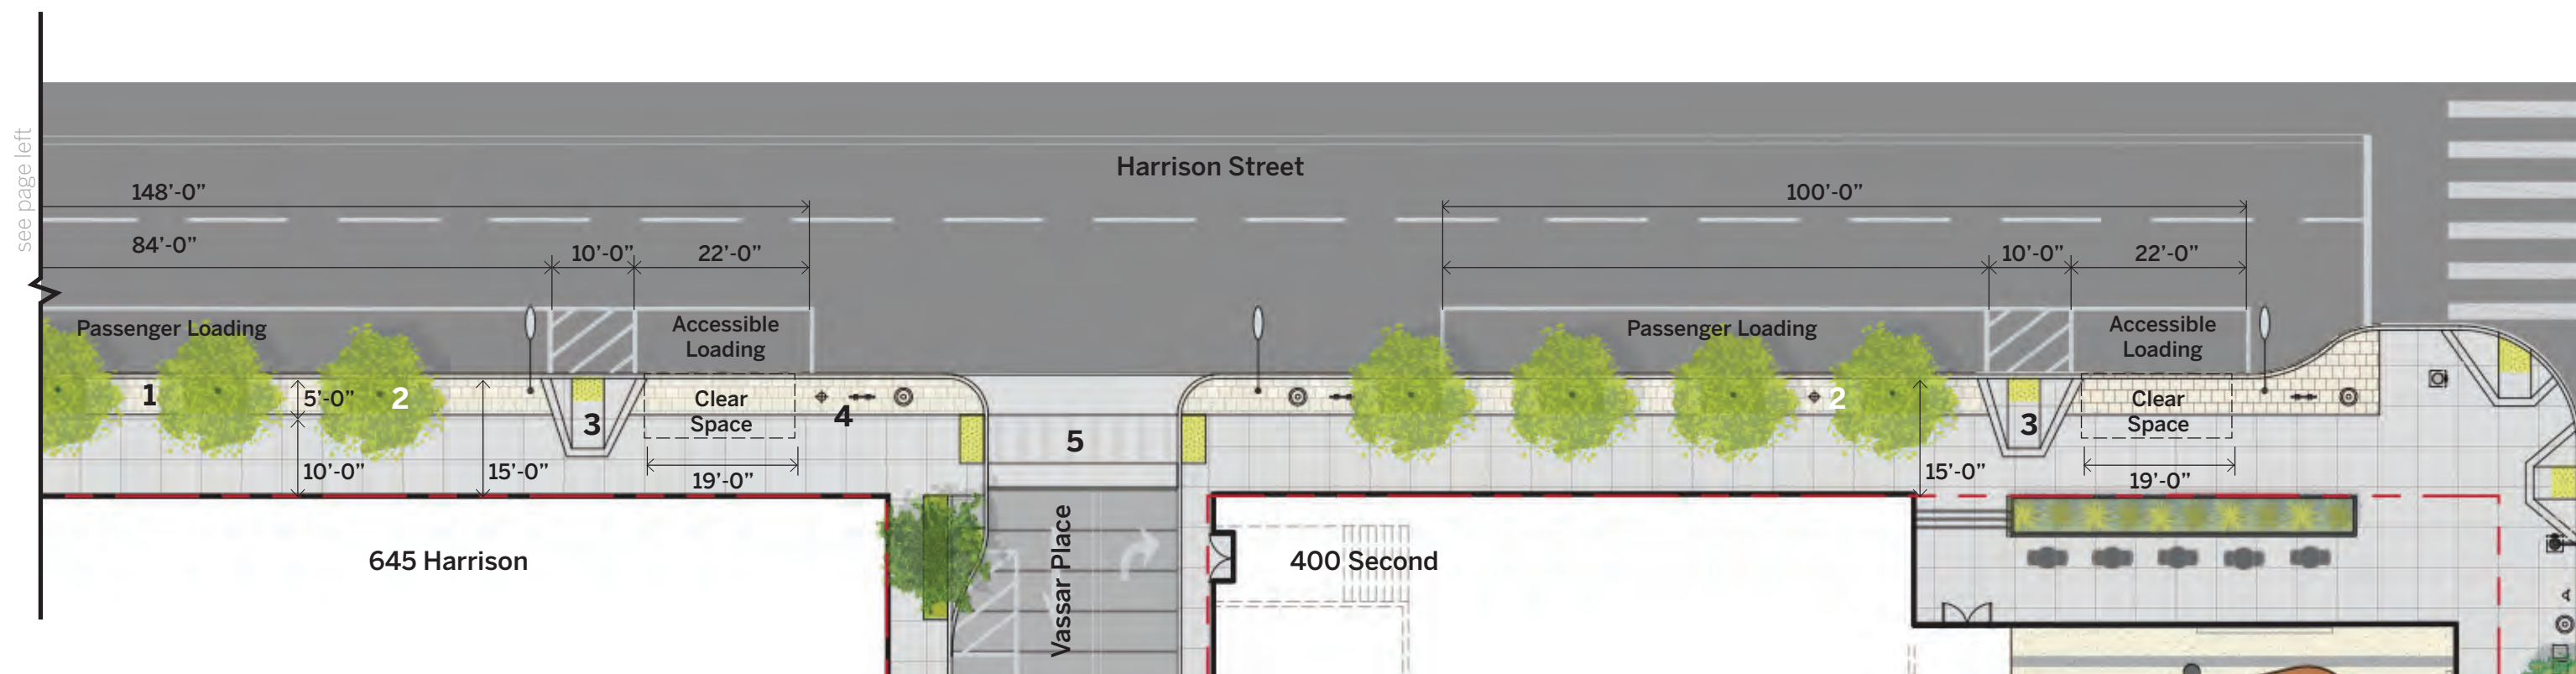 see page left
Harrison Street
148’-0”
100’-0”
84’-0”
10’-0”
22’-0”
10’-0”
22’-0”
Passenger Loading
Accessible
Loading
Passenger Loading
Accessible
Loading
1
5’-0”
2
3
Clear
Space
4
5
2
3
Clear
Space
10’-0”
15’-0”
19’-0”
15’-0”
19’-0”
645 Harrison
Vassar Place
400 Second